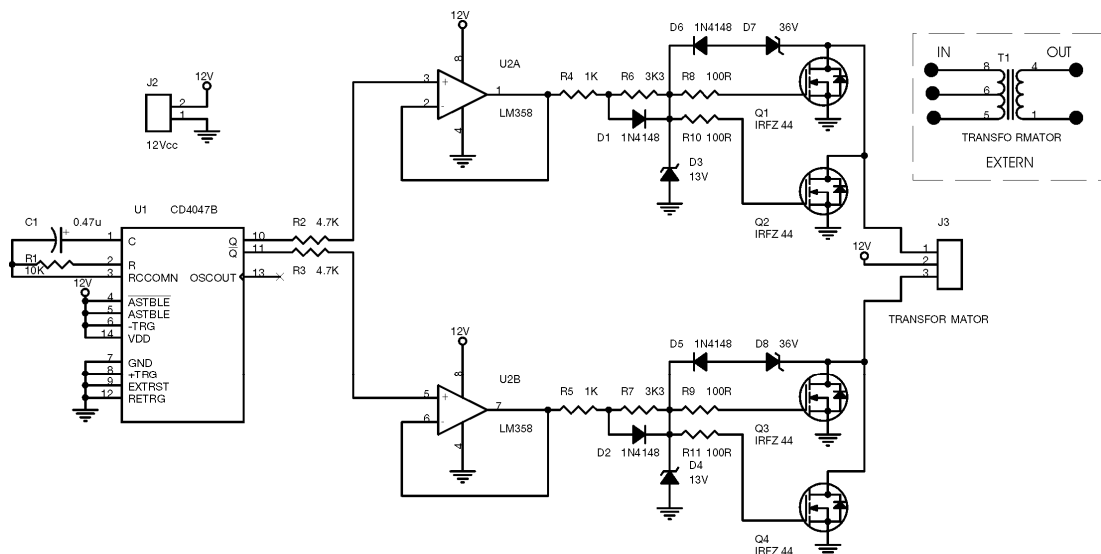 12V
D6 1N4148 D7 36V
U2A
8
3
+
2
-
1
4
LM358
R4 1K
R6 3K3
R8 100R
D1 1N4148
R10 100R
D3
13V
Q1
IRFZ 44
Q2
IRFZ 44
IN
T1
OUT
8
6
5
4
1
TRANSFO RMATOR
EXTERN
J2
12V
2
1
12Vcc
U1 CD4047B
C1 0.47u
+
R1
10K
12V
1 C
2 R
3 RCCOMN
4 ASTBLE
5 ASTBLE
6 -TRG
14 VDD
7 GND
8 +TRG
9 EXTRST
12 RETRG
Q 10
Q 11
OSCOUT 13
R2 4.7K
R3 4.7K
J3
12V
1
2
3
TRANSFOR MATOR
12V
D5 1N4148 D8 36V
U2B
8
5
+
6
-
7
4
LM358
R5 1K
R7 3K3
R9 100R
D2 1N4148
R11 100R
D4
13V
Q3
IRFZ 44
Q4
IRFZ 44